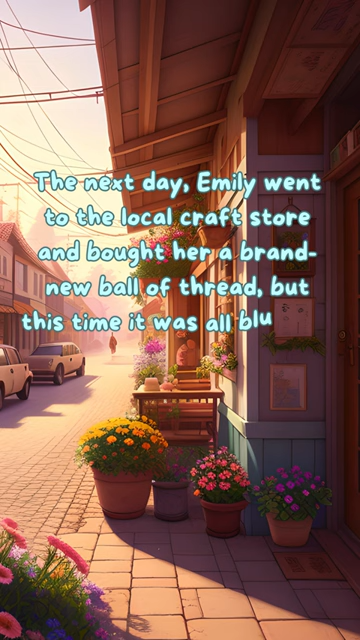 The next day, Emily went
to the local craft store
and bought her a brand-
new ball of thread, but
this time it was all blu